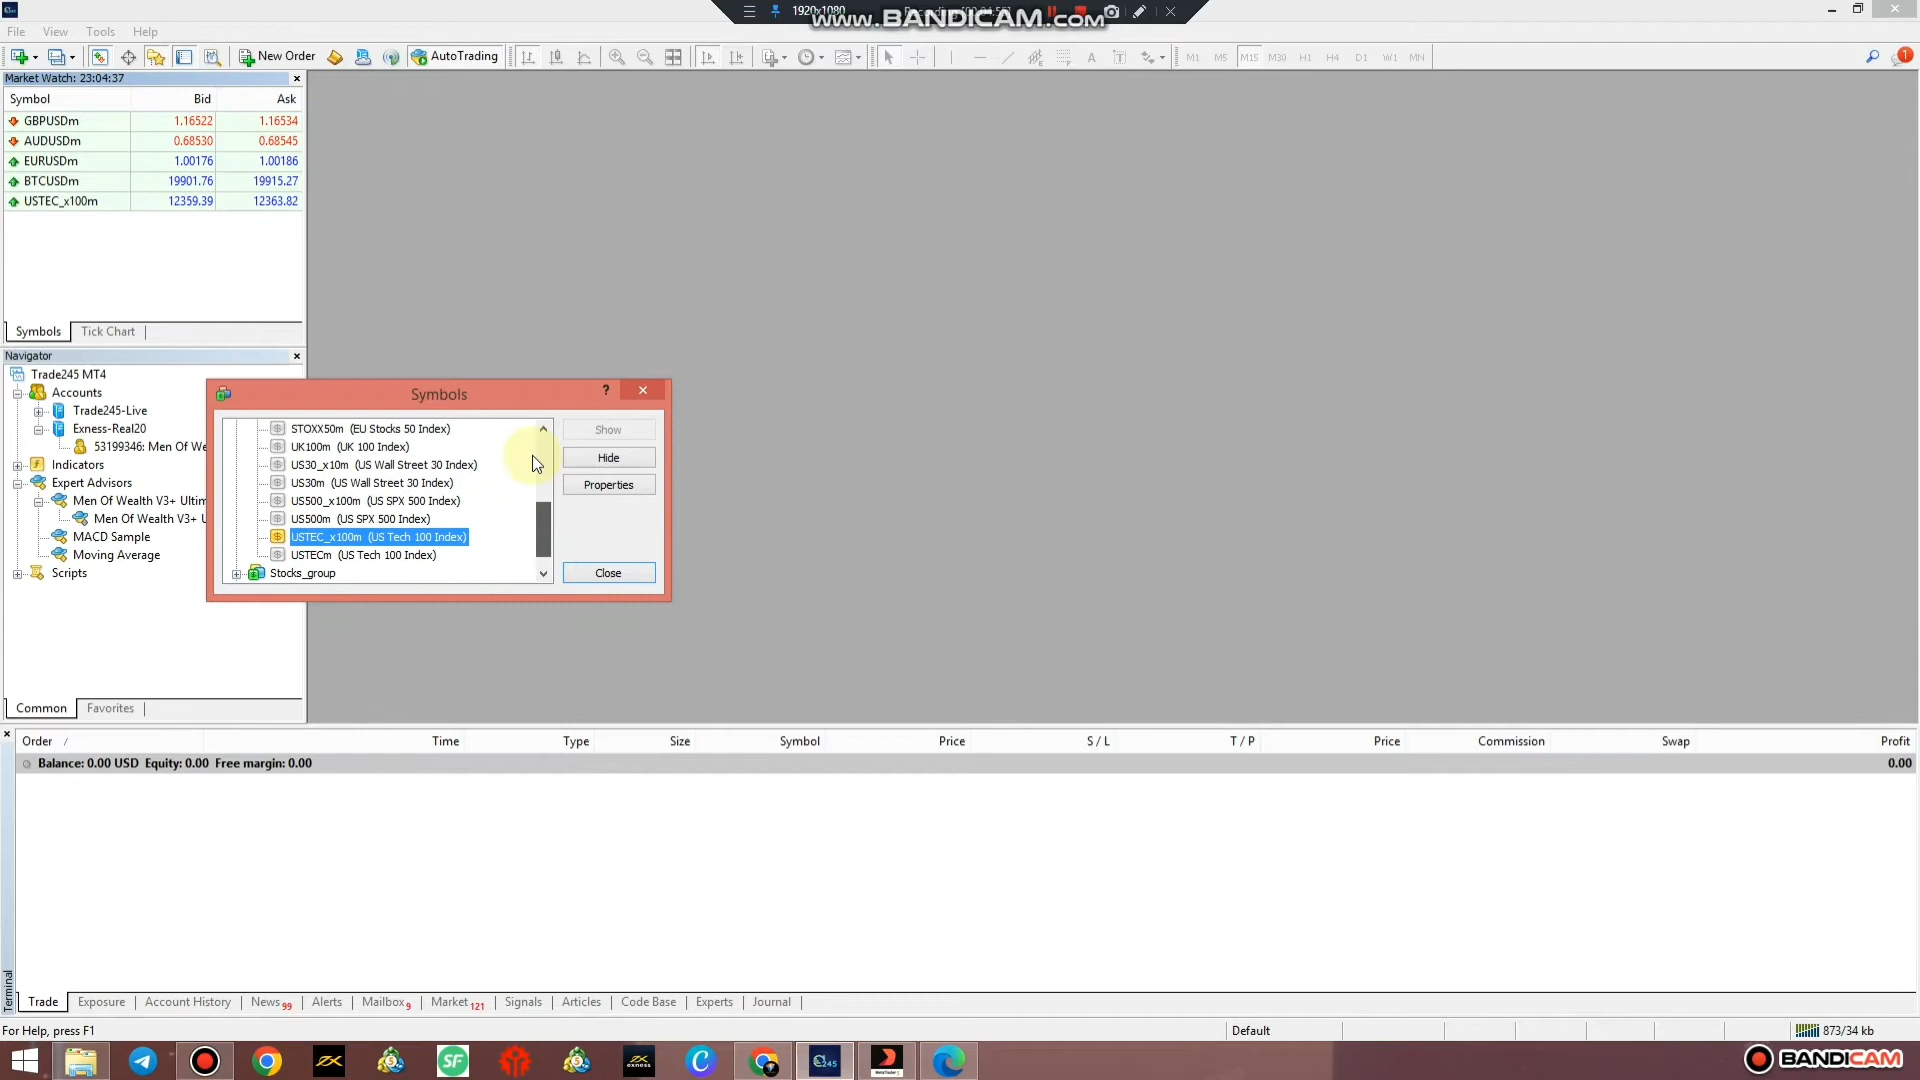 1920x1080
www.BANDICAM.com
File View Tools Help
New Order AutoTrading M1 M5 M15 M30 H1 H4 D1 W1 MN 1
Market Watch: 23:04:37
Symbol Bid Ask
GBPUSDm 1.16522 1.16534
AUDUSDm 0.68530 0.68545
EURUSDm 1.00176 1.00186
BTCUSDm 19901.76 19915.27
USTEC_x100m 12359.39 12363.82
Symbols Tick Chart
Navigator
Trade245 MT4
Accounts
Trade245-Live
Exness-Real20
53199346: Men Of We
Indicators
Expert Advisors
Men Of Wealth V3+ Ultim
Men Of Wealth V3+ U
MACD Sample
Moving Average
Scripts
Common Favorites
Symbols
STOXX50m (EU Stocks 50 Index)
UK100m (UK 100 Index)
US30_x10m (US Wall Street 30 Index)
US30m (US Wall Street 30 Index)
US500_x100m (US SPX 500 Index)
US500m (US SPX 500 Index)
USTEC_x100m (US Tech 100 Index)
USTECm (US Tech 100 Index)
Stocks_group
Show
Hide
Properties
Close
Order / Time Type Size Symbol Price S / L T / P Price Commission Swap Profit
Balance: 0.00 USD Equity: 0.00 Free margin: 0.00 0.00
Terminal
Trade Exposure Account History News 99 Alerts Mailbox 9 Market 121 Signals Articles Code Base Experts Journal
For Help, press F1 Default 873/34 kb
BANDICAM